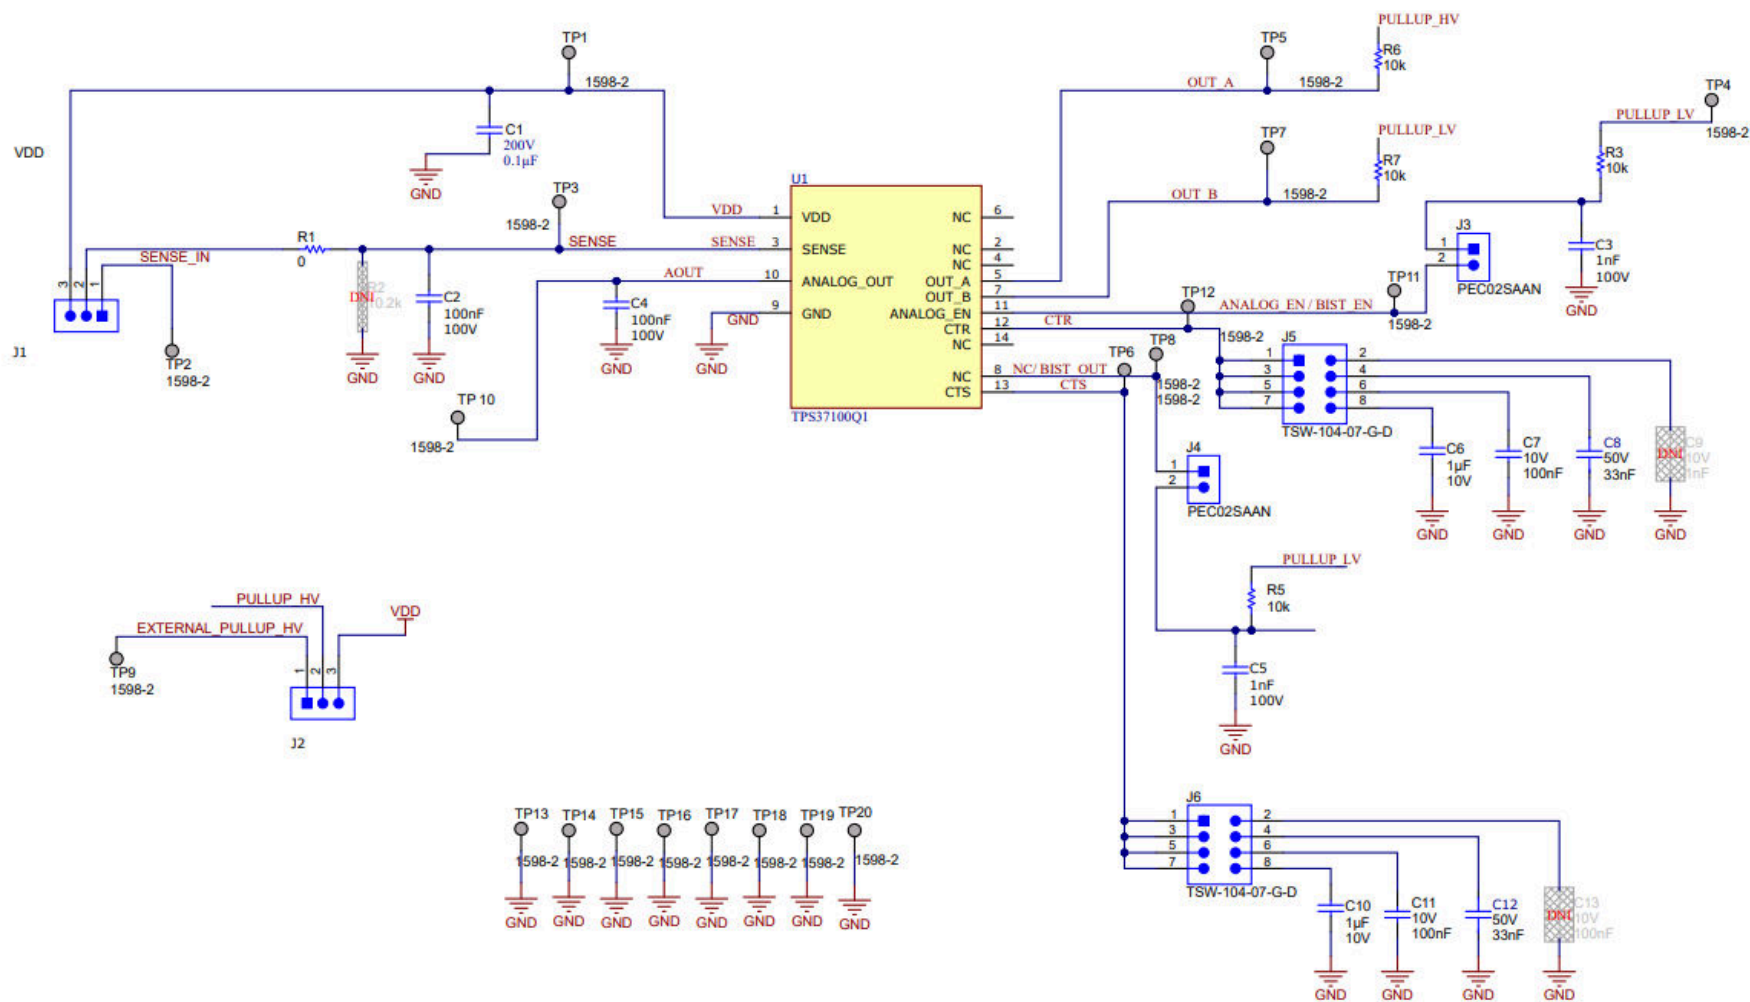 PULLUP_HV
TP1
TP5
R6
10k
1598-2
OUT_A
1598-2
TP4
PULLUP_LV
1598-2
C1
200V
0.1µF
VDD
GND
TP7
PULLUP_LV
R7
10k
OUT_B
1598-2
R3
10k
TP3
1598-2
U1
VDD
1
VDD
NC
6
R1
0
SENSE
SENSE
3
SENSE
NC
2
NC
4
SENSE_IN
AOUT
10
ANALOG_OUT
OUT_A
5
OUT_B
7
GND
9
GND
ANALOG_EN
11
CTR
12
CTR
NC
14
NC
8
NC/ BIST_OUT
CTS
13
CTS
TPS37100Q1
J3
1
2
PEC02SAAN
C3
1nF
100V
GND
TP11
ANALOG_EN / BIST_EN
1598-2
TP12
1598-2
3
2
1
J1
TP2
1598-2
R2
10.2k
DNI
GND
C2
100nF
100V
GND
C4
100nF
100V
GND
GND
TP 10
1598-2
TP6
TP8
1598-2
1598-2
J5
1
3
5
7
2
4
6
8
TSW-104-07-G-D
C6
1µF
10V
GND
C7
10V
100nF
GND
C8
50V
33nF
GND
C9
10V
1nF
DNI
GND
J4
1
2
PEC02SAAN
PULLUP_LV
R5
10k
C5
1nF
100V
GND
PULLUP_HV
EXTERNAL_PULLUP_HV
VDD
TP9
1598-2
1
2
3
J2
TP13
TP14
TP15
TP16
TP17
TP18
TP19
TP20
1598-2
1598-2
1598-2
1598-2
1598-2
1598-2
1598-2
1598-2
GND
GND
GND
GND
GND
GND
GND
GND
J6
1
3
5
7
2
4
6
8
TSW-104-07-G-D
C10
1µF
10V
GND
C11
10V
100nF
GND
C12
50V
33nF
GND
C13
10V
100nF
DNI
GND